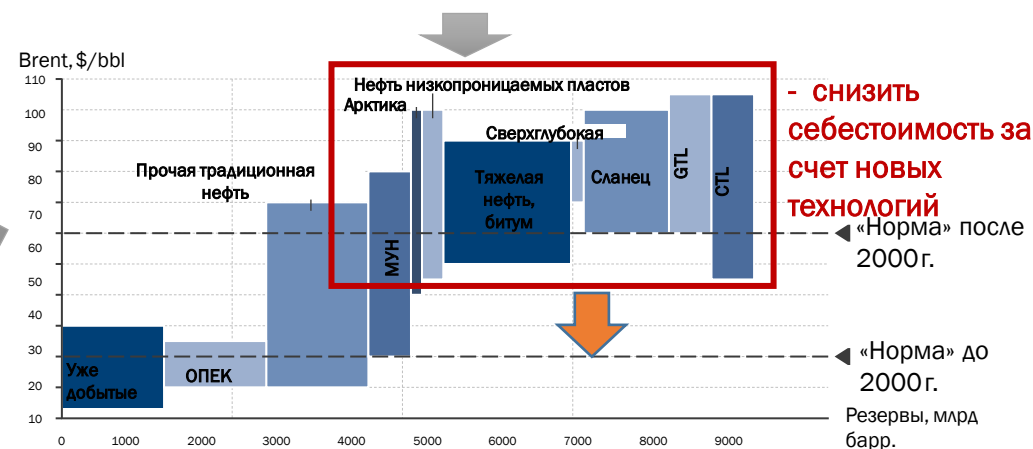 Brent, $/bbl
110
100
90
80
70
60
50
40
30
20
10
Нефть низкопроницаемых пластов
Арктика
Сверхглубокая
Прочая традиционная
нефть
Тяжелая
нефть,
битум
Сланец
GTL
CTL
МУН
Уже
добытые
ОПЕК
- снизить
себестоимость за
счет новых
технологий
«Норма» после
2000 г.
«Норма» до
2000 г.
Резервы, млрд
барр.
0 1000 2000 3000 4000 5000 6000 7000 8000 9000